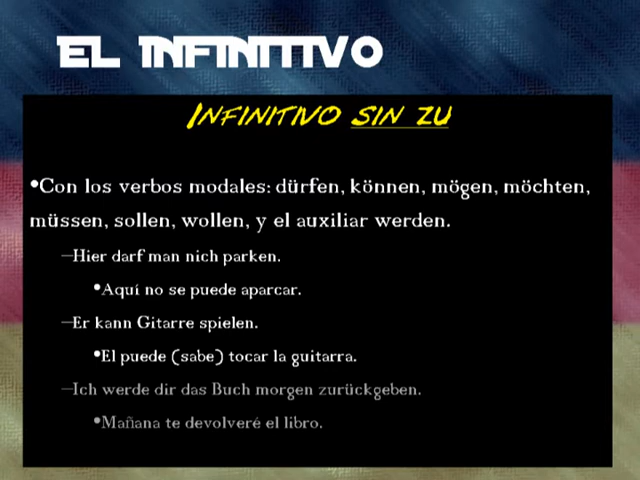 EL INFINITIVO
INFINITIVO SIN ZU
•Con los verbos modales: dürfen, können, mögen, möchten,
müssen, sollen, wollen, y el auxiliar werden.
–Hier darf man nich parken.
•Aquí no se puede aparcar.
–Er kann Gitarre spielen.
•El puede (sabe) tocar la guitarra.
–Ich werde dir das Buch morgen zurückgeben.
•Mañana te devolveré el libro.